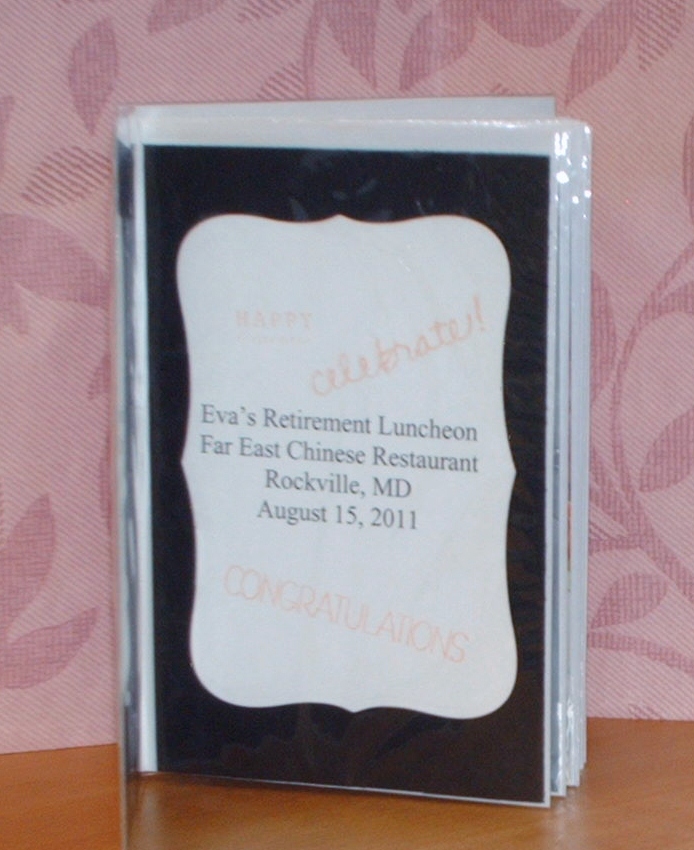 HAPPY
celebrate!
Eva's Retirement Luncheon
Far East Chinese Restaurant
Rockville, MD
August 15, 2011
CONGRATULATIONS